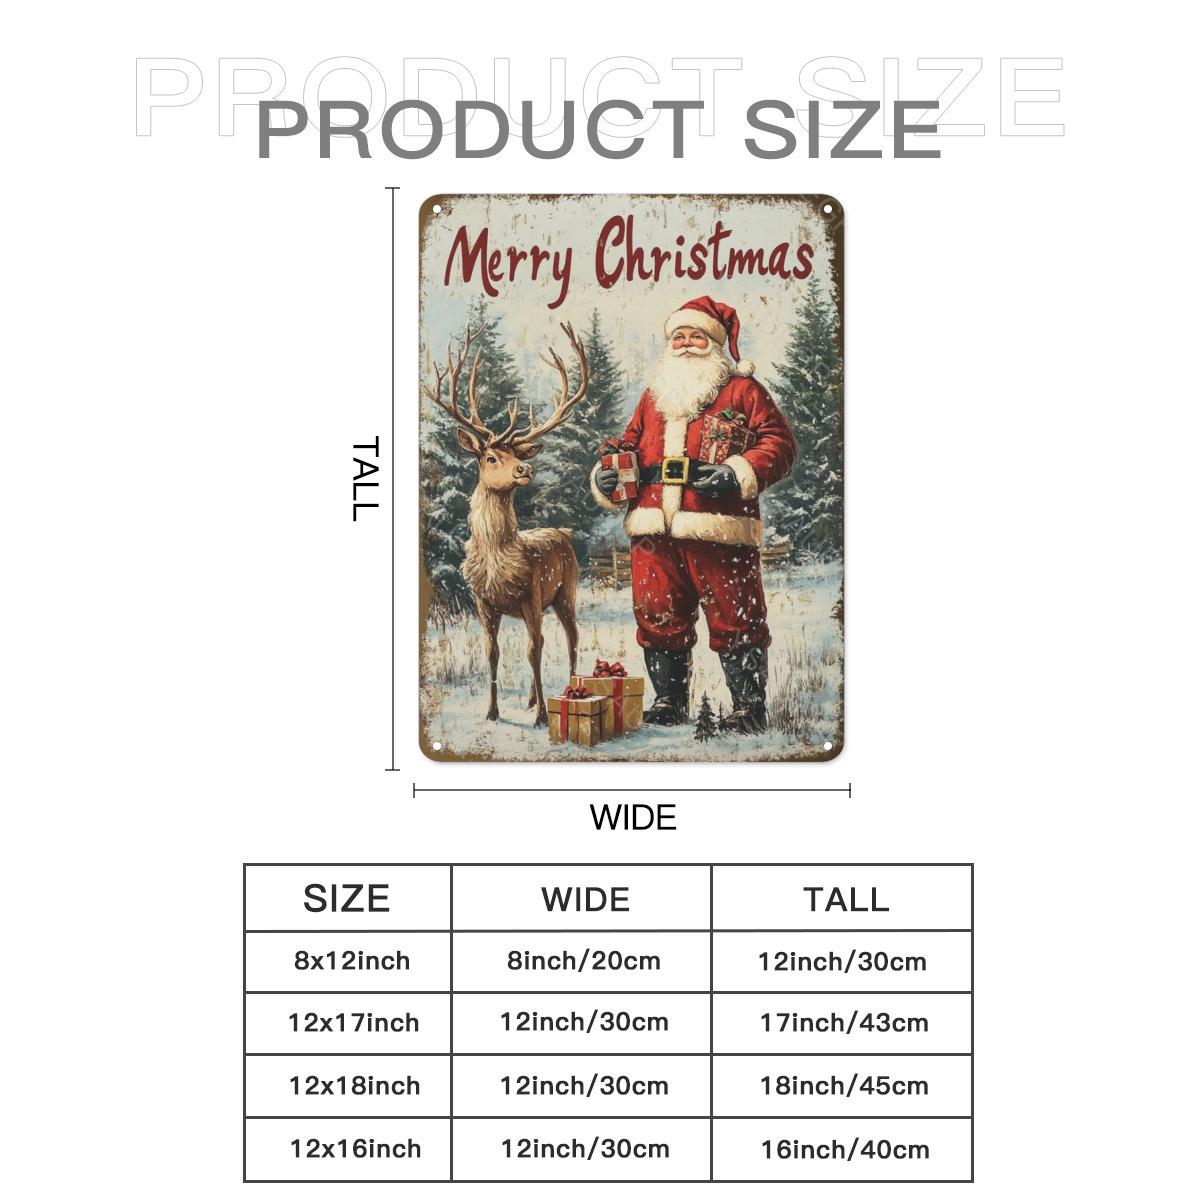 PRODUCT SIZE
PRODUCT SIZE
Merry Christmas
TALL
WIDE
SIZE WIDE TALL
8x12inch 8inch/20cm 12inch/30cm
12x17inch 12inch/30cm 17inch/43cm
12x18inch 12inch/30cm 18inch/45cm
12x16inch 12inch/30cm 16inch/40cm